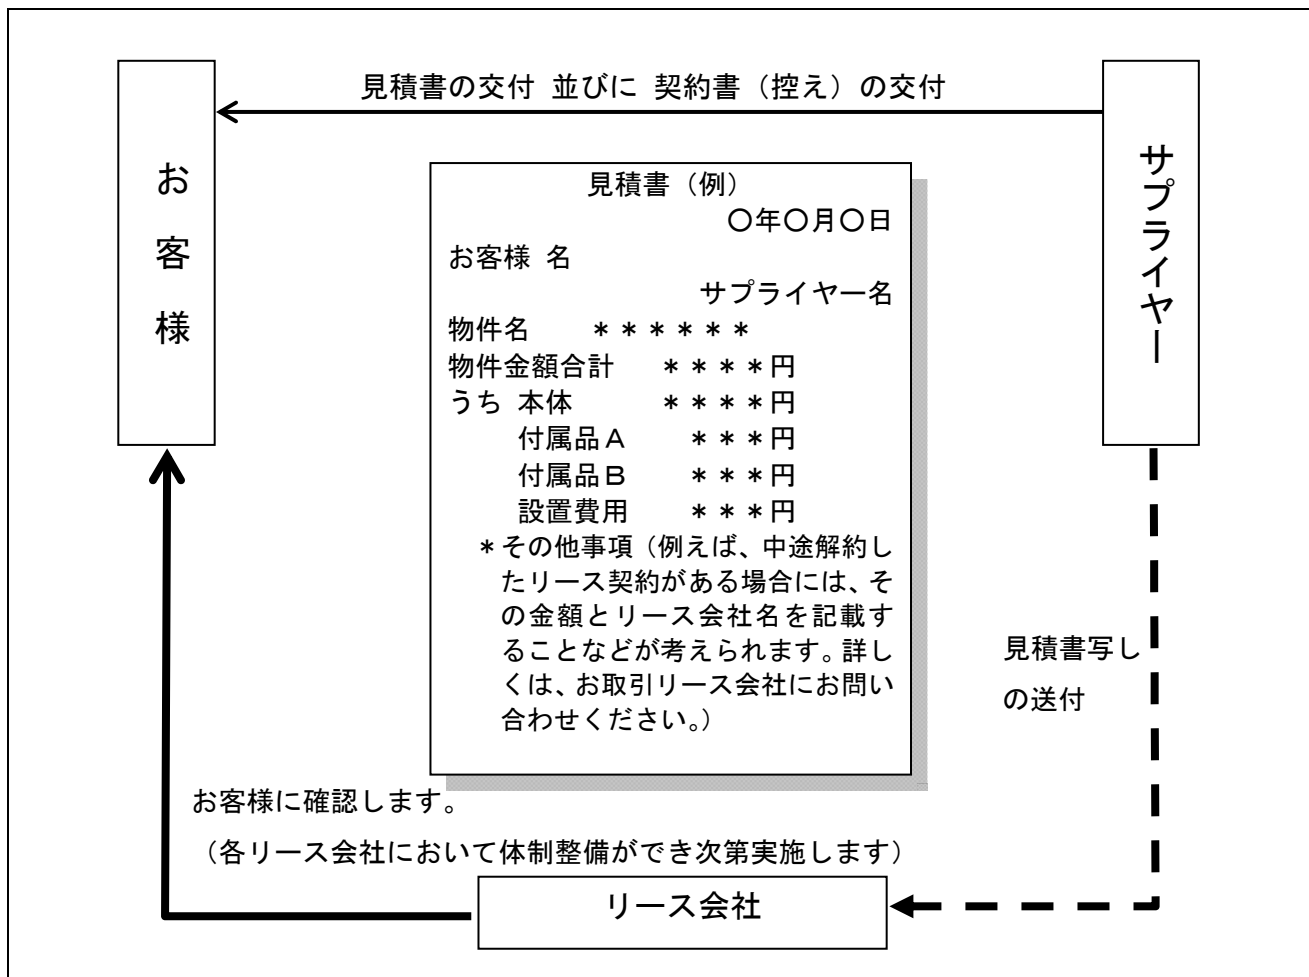 見積書の交付 並びに 契約書（控え）の交付
お客様
サプライヤー
見積書（例）
〇年〇月〇日
お客様 名
サプライヤー名
物件名 ＊＊＊＊＊＊
物件金額合計 ＊＊＊＊円
うち 本体 ＊＊＊＊円
付属品Ａ ＊＊＊円
付属品Ｂ ＊＊＊円
設置費用 ＊＊＊円
＊その他事項（例えば、中途解約し
たリース契約がある場合には、そ
の金額とリース会社名を記載す
ることなどが考えられます。詳し
くは、お取引リース会社にお問い
合わせください。）
見積書写し
の送付
お客様に確認します。
（各リース会社において体制整備ができ次第実施します）
リース会社